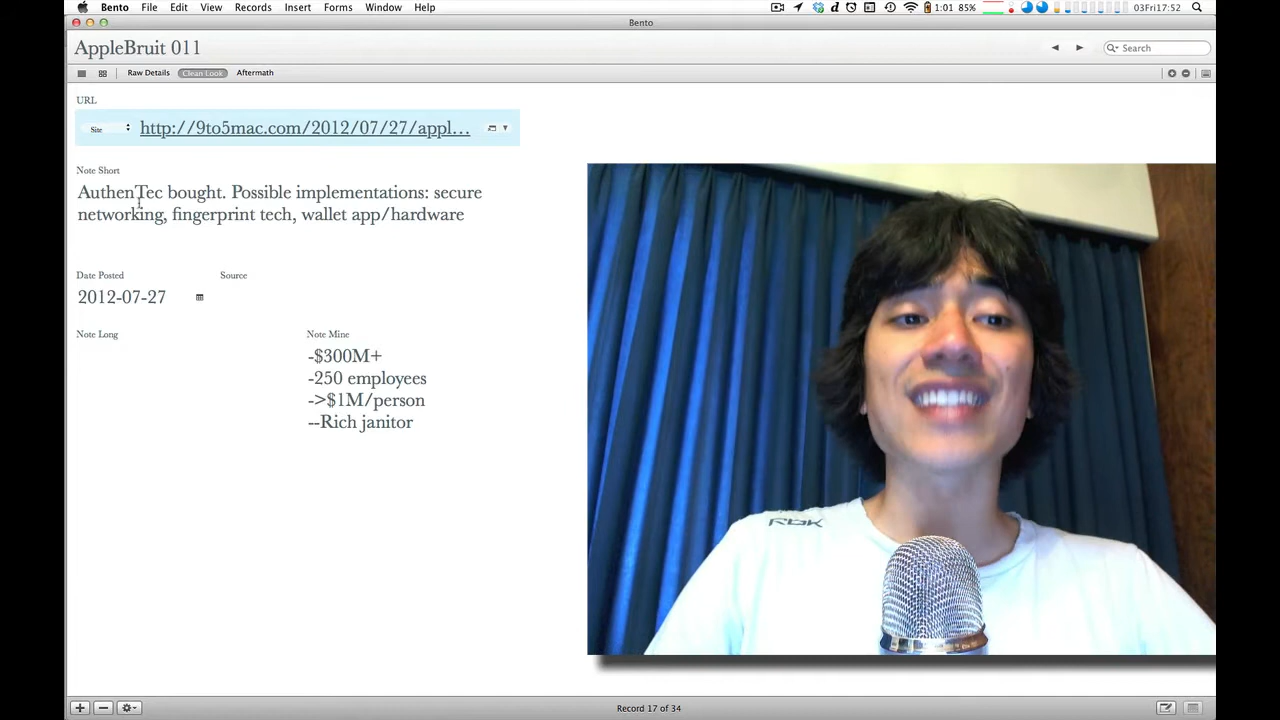 Bento File Edit View Records Insert Forms Window Help 1:01 85% 03Fri17:52
Bento
AppleBruit 011
Search
Raw Details Clean Look Aftermath
URL
Site http://9to5mac.com/2012/07/27/appl...
Note Short
AuthenTec bought. Possible implementations: secure
networking, fingerprint tech, wallet app/hardware
Date Posted Source
2012-07-27
Note Long Note Mine
-$300M+
-250 employees
->$1M/person
--Rich janitor
RBK
Record 17 of 34